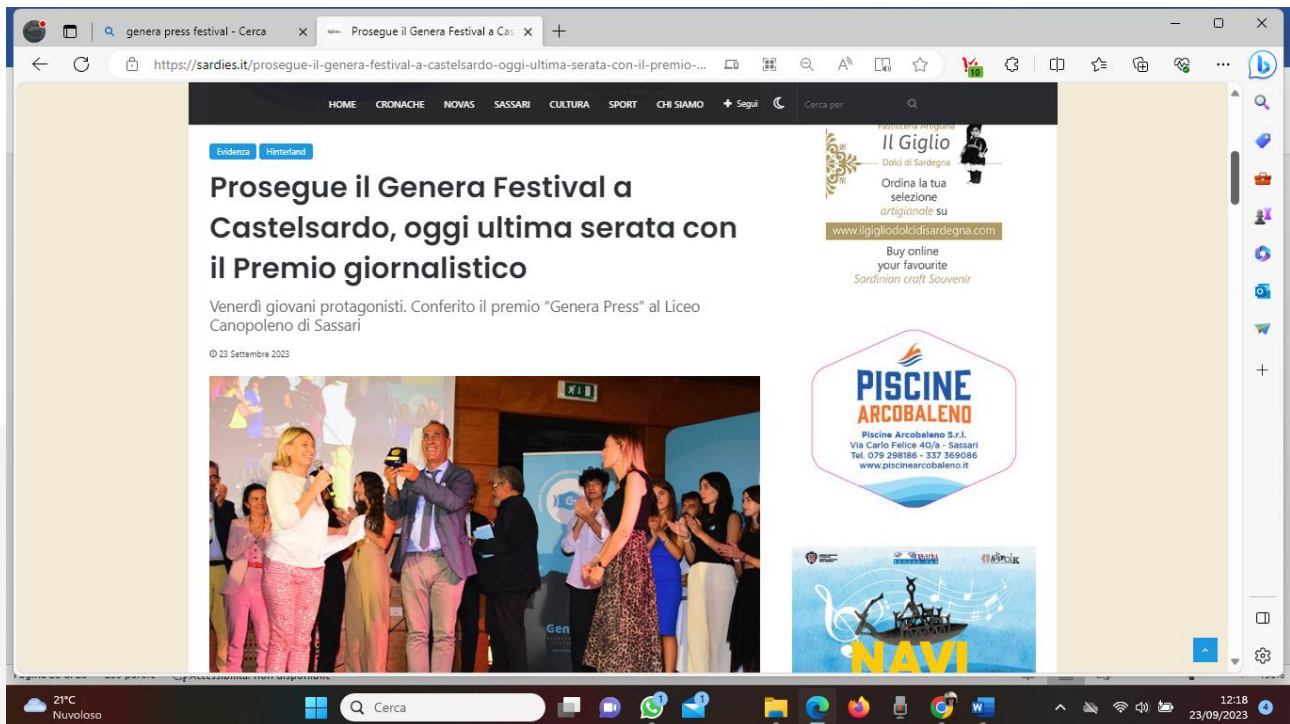 genera press festival - Cerca
Prosegue il Genera Festival a Cas
https://sardies.it/prosegue-il-genera-festival-a-castelsardo-oggi-ultima-serata-con-il-premio-...
10
HOME CRONACHE NOVAS SASSARI CULTURA SPORT CHI SIAMO + Segui Cerca per
Evidenza Hinterland
Prosegue il Genera Festival a
Castelsardo, oggi ultima serata con
il Premio giornalistico
Venerdì giovani protagonisti. Conferito il premio “Genera Press” al Liceo
Canopoleno di Sassari
23 Settembre 2023
Pasticceria Artigiana
Il Giglio
Dolci di Sardegna
Ordina la tua
selezione
artigianale su
www.ilgigliodolcidisardegna.com
Buy online
your favourite
Sardinian craft Souvenir
PISCINE
ARCOBALENO
Piscine Arcobaleno S.r.l.
Via Carlo Felice 40/a - Sassari
Tel. 079 298186 - 337 369086
www.piscinearcobaleno.it
Gen
NAVI
21°C
Nuvoloso
Cerca
12:18
23/09/2023
4